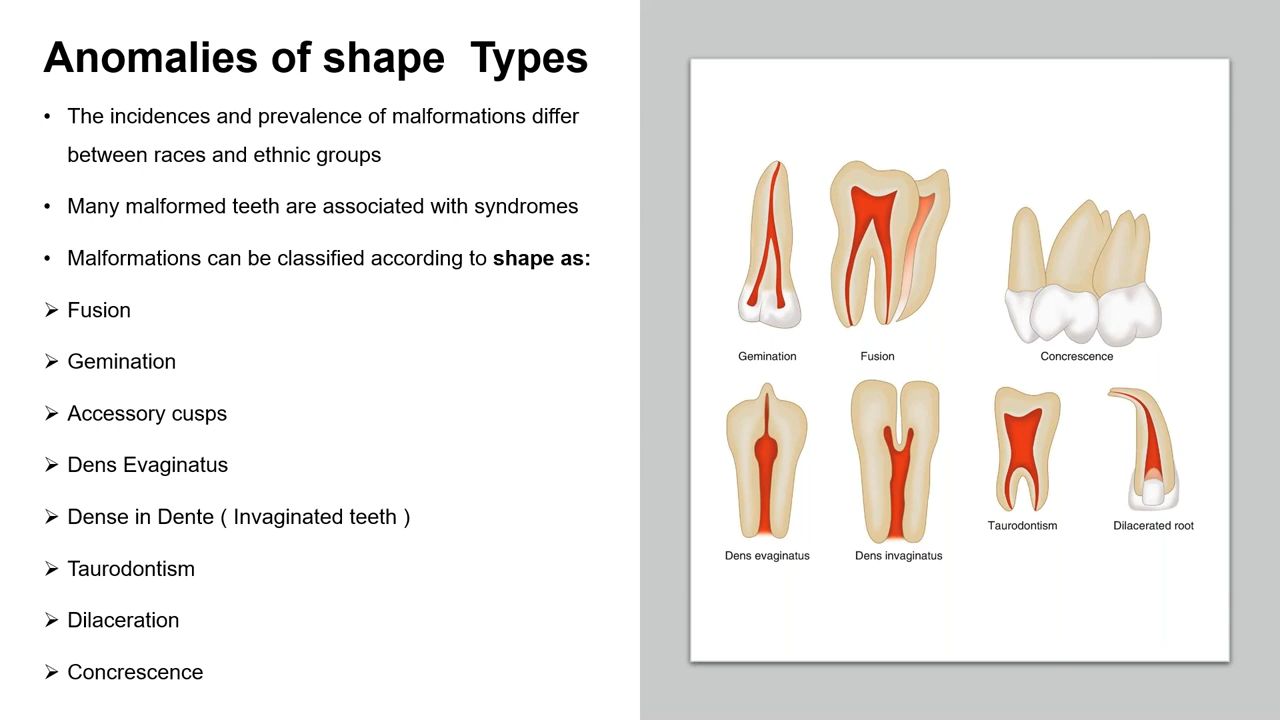 Anomalies of shape  Types
• The incidences and prevalence of malformations differ
between races and ethnic groups
• Many malformed teeth are associated with syndromes
• Malformations can be classified according to shape as:
➢ Fusion
➢ Gemination
➢ Accessory cusps
➢ Dens Evaginatus
➢ Dense in Dente ( Invaginated teeth )
➢ Taurodontism
➢ Dilaceration
➢ Concrescence
Gemination
Fusion
Concrescence
Dens evaginatus
Dens invaginatus
Taurodontism
Dilacerated root